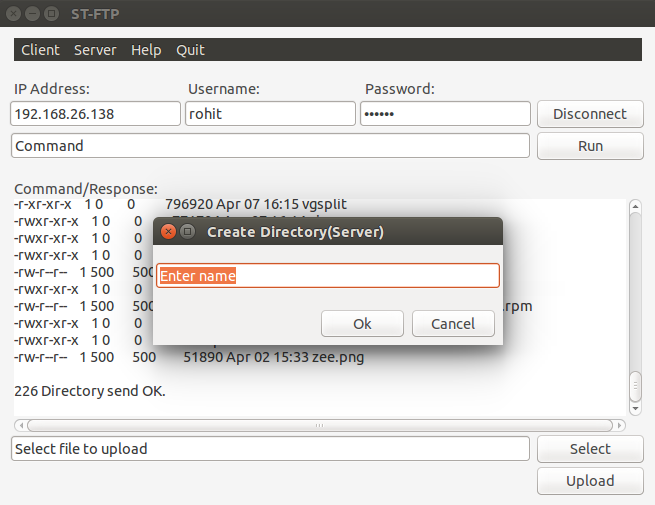 ST-FTP
Client Server Help Quit
IP Address: Username: Password:
192.168.26.138 rohit •••••• Disconnect
Command Run
Command/Response:
-r-xr-xr-x 1 0 0 796920 Apr 07 16:15 vgsplit
-rwxr-xr-x 1 0 0
-rwxr-xr-x 1 0 0
Create Directory(Server)
-rwxr-xr-x 1 0 0
-rw-r--r-- 1 500 500
Enter name
-rwxr-xr-x 1 0 0
-rw-r--r-- 1 500 500 .rpm
-rwxr-xr-x 1 0 0
Ok Cancel
-rwxr-xr-x 1 0 0
-rw-r--r-- 1 500 500 51890 Apr 02 15:33 zee.png
226 Directory send OK.
Select file to upload Select
Upload